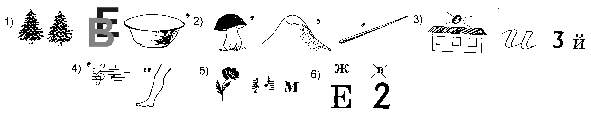 1) Е В ' 2) ' ' 3) и 3 й
4) ' " 5) м 6) ж Е 2